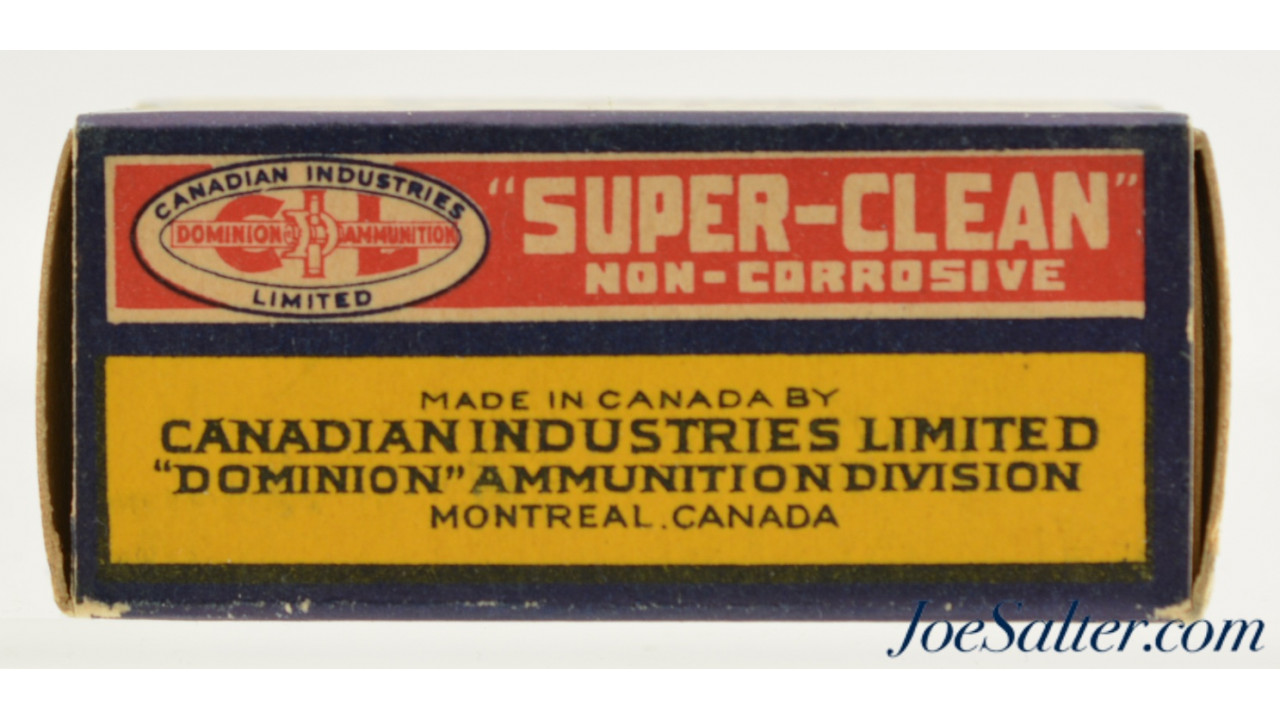 CANADIAN INDUSTRIES
CIL
DOMINION AMMUNITION
LIMITED
"SUPER-CLEAN"
NON-CORROSIVE
MADE IN CANADA BY
CANADIAN INDUSTRIES LIMITED
"DOMINION" AMMUNITION DIVISION
MONTREAL. CANADA
JoeSalter.com